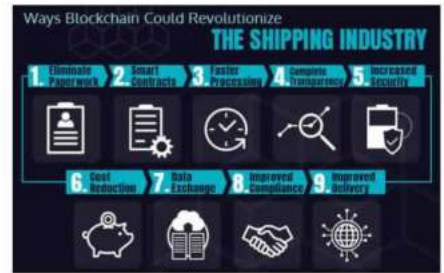 Ways Blockchain Could Revolutionize
THE SHIPPING INDUSTRY
1. Eliminate Paperwork
2. Smart Contracts
3. Faster Processing
4. Complete Transparency
5. Increased Security
6. Cost Reduction
7. Data Exchange
8. Improved Compliance
9. Improved Delivery